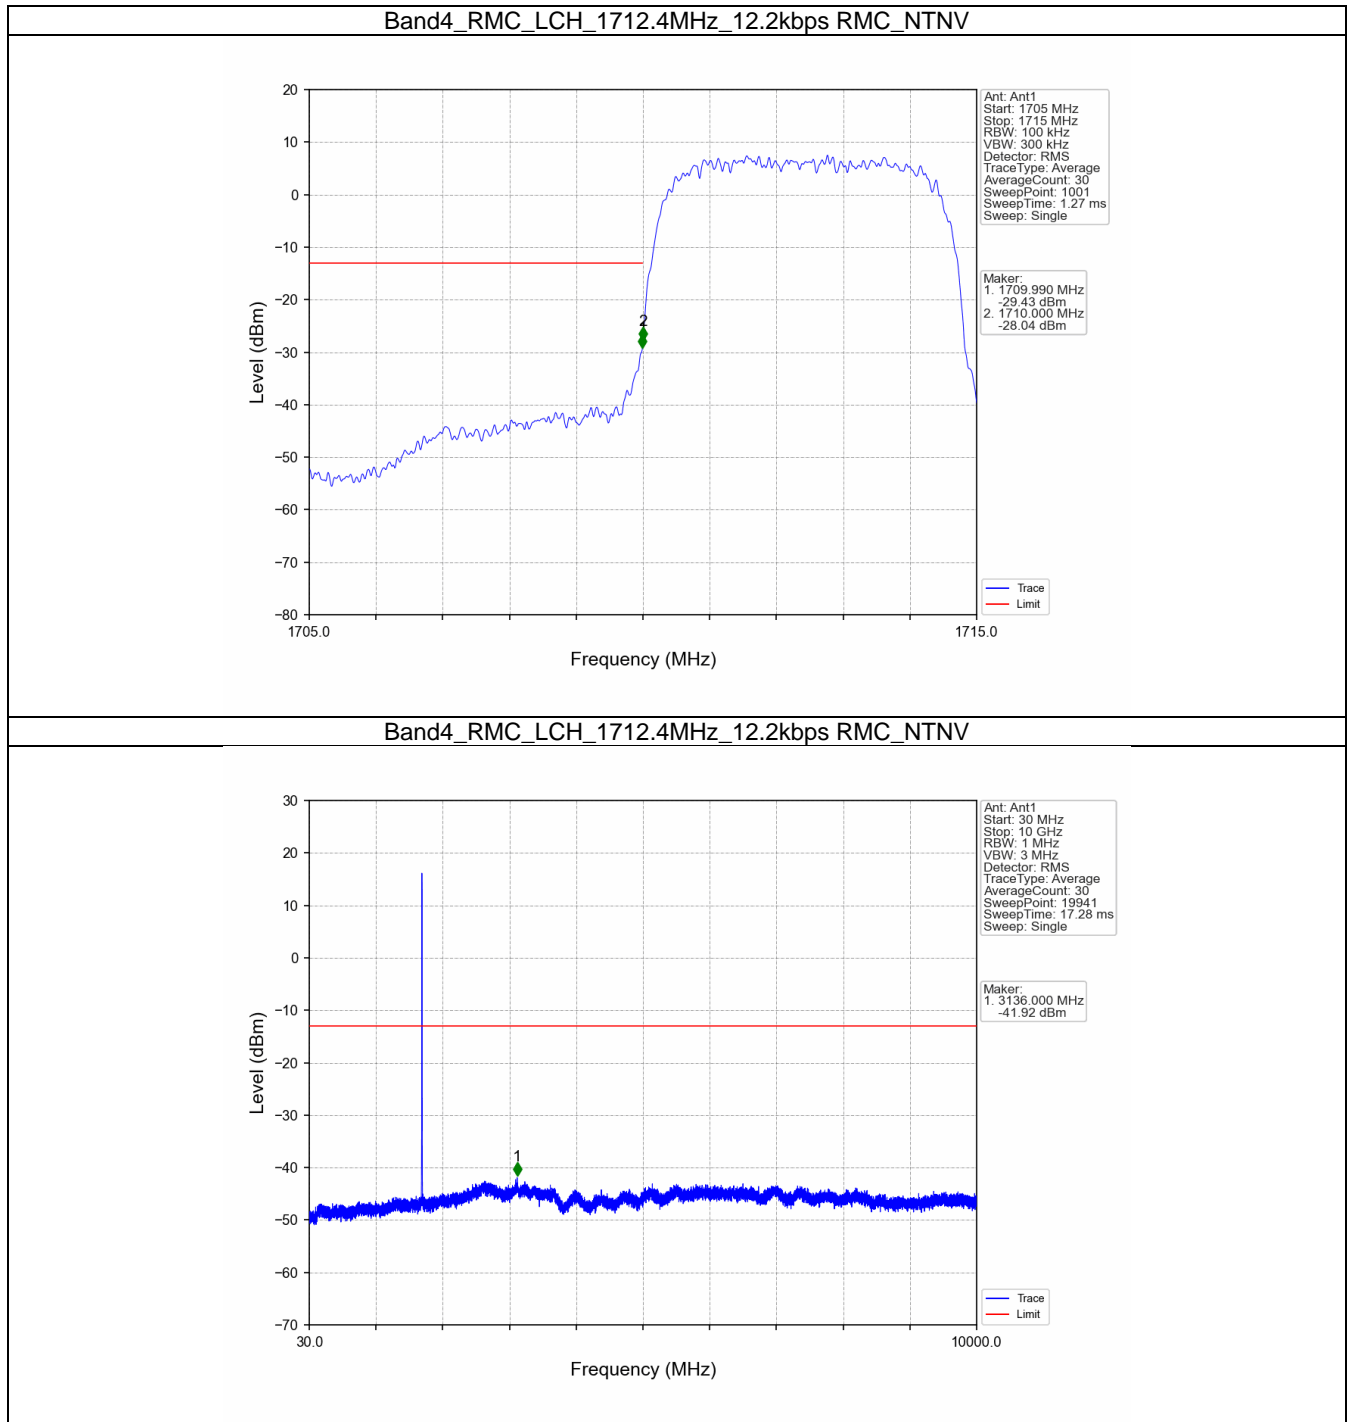 Band4_RMC_LCH_1712.4MHz_12.2kbps RMC_NTNV
20
10
0
−10
−20
−30
−40
−50
−60
−70
−80
Level (dBm)
2
1705.0
1715.0
Frequency (MHz)
Ant: Ant1
Start: 1705 MHz
Stop: 1715 MHz
RBW: 100 kHz
VBW: 300 kHz
Detector: RMS
TraceType: Average
AverageCount: 30
SweepPoint: 1001
SweepTime: 1.27 ms
Sweep: Single
Maker:
1. 1709.990 MHz
-29.43 dBm
2. 1710.000 MHz
-28.04 dBm
Trace
Limit
Band4_RMC_LCH_1712.4MHz_12.2kbps RMC_NTNV
30
20
10
0
−10
−20
−30
−40
−50
−60
−70
Level (dBm)
1
30.0
10000.0
Frequency (MHz)
Ant: Ant1
Start: 30 MHz
Stop: 10 GHz
RBW: 1 MHz
VBW: 3 MHz
Detector: RMS
TraceType: Average
AverageCount: 30
SweepPoint: 19941
SweepTime: 17.28 ms
Sweep: Single
Maker:
1. 3136.000 MHz
-41.92 dBm
Trace
Limit